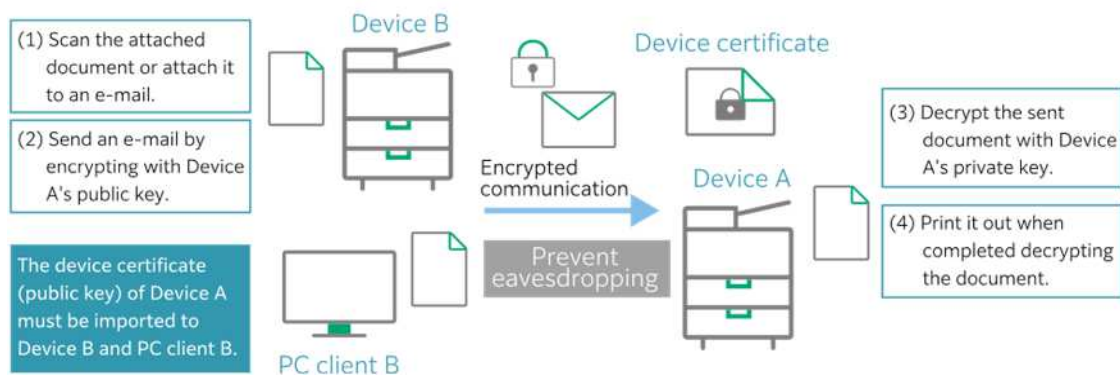 Device B
(1) Scan the attached
document or attach it
to an e-mail.
(2) Send an e-mail by
encrypting with Device
A's public key.
The device certificate
(public key) of Device A
must be imported to
Device B and PC client B.
PC client B
Encrypted
communication
Prevent
eavesdropping
Device certificate
Device A
(3) Decrypt the sent
document with Device
A's private key.
(4) Print it out when
completed decrypting
the document.